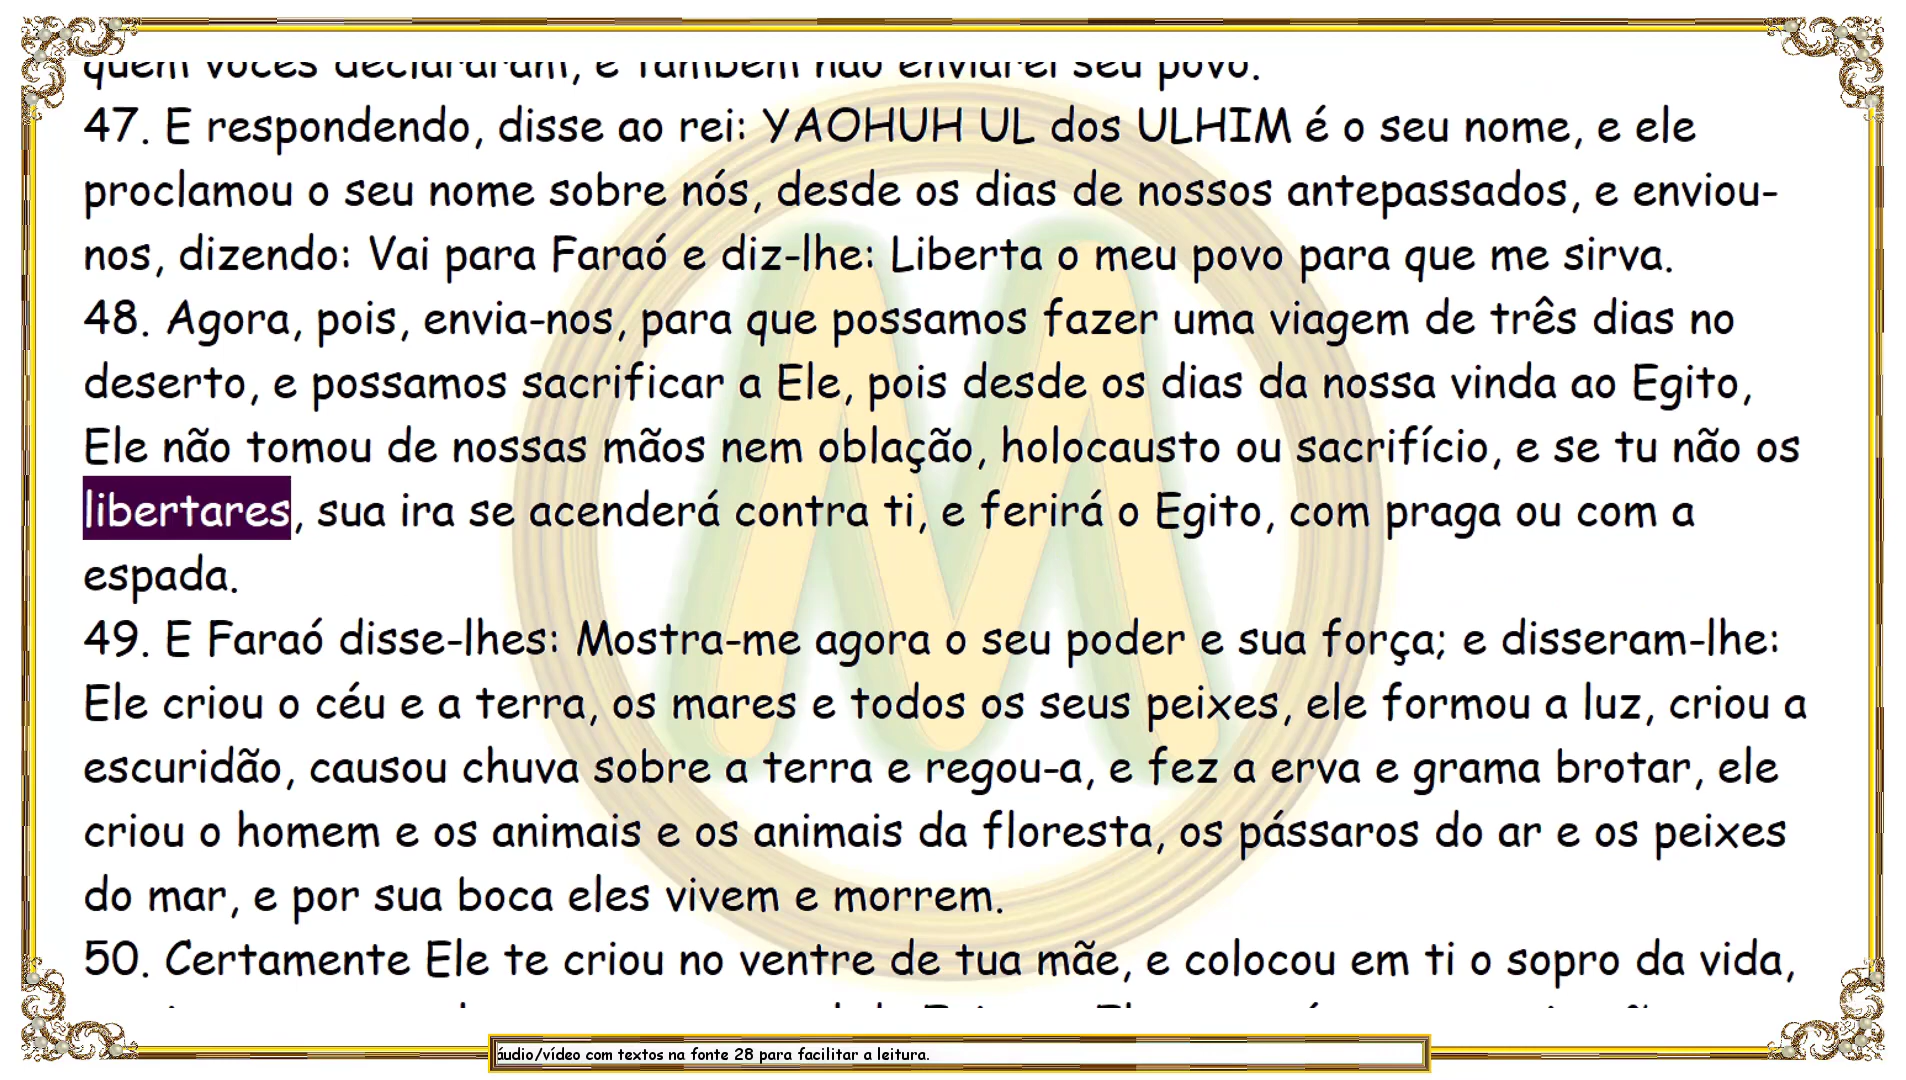 quem voces declararam, e também não enviarei seu povo.
47. E respondendo, disse ao rei: YAOHUH UL dos ULHIM é o seu nome, e ele
proclamou o seu nome sobre nós, desde os dias de nossos antepassados, e enviou-
nos, dizendo: Vai para Faraó e diz-lhe: Liberta o meu povo para que me sirva.
48. Agora, pois, envia-nos, para que possamos fazer uma viagem de três dias no
deserto, e possamos sacrificar a Ele, pois desde os dias da nossa vinda ao Egito,
Ele não tomou de nossas mãos nem oblação, holocausto ou sacrifício, e se tu não os
libertares, sua ira se acenderá contra ti, e ferirá o Egito, com praga ou com a
espada.
49. E Faraó disse-lhes: Mostra-me agora o seu poder e sua força; e disseram-lhe:
Ele criou o céu e a terra, os mares e todos os seus peixes, ele formou a luz, criou a
escuridão, causou chuva sobre a terra e regou-a, e fez a erva e grama brotar, ele
criou o homem e os animais e os animais da floresta, os pássaros do ar e os peixes
do mar, e por sua boca eles vivem e morrem.
50. Certamente Ele te criou no ventre de tua mãe, e colocou em ti o sopro da vida,
áudio/vídeo com textos na fonte 28 para facilitar a leitura.